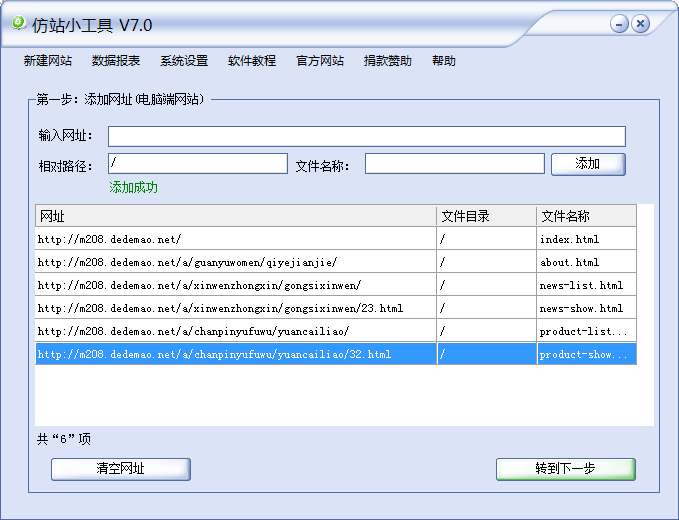 仿站小工具 V7.0
新建网站 数据报表 系统设置 软件教程 官方网站 捐款赞助 帮助
第一步：添加网址(电脑端网站)
输入网址：
相对路径： / 文件名称： 添加
添加成功
网址 文件目录 文件名称
http://m208.dedemao.net/ / index.html
http://m208.dedemao.net/a/guanyuwomen/qiyejianjie/ / about.html
http://m208.dedemao.net/a/xinwenzhongxin/gongsixinwen/ / news-list.html
http://m208.dedemao.net/a/xinwenzhongxin/gongsixinwen/23.html / news-show.html
http://m208.dedemao.net/a/chanpinyufuwu/yuancailiao/ / product-list...
http://m208.dedemao.net/a/chanpinyufuwu/yuancailiao/32.html / product-show...
共“6”项
清空网址 转到下一步